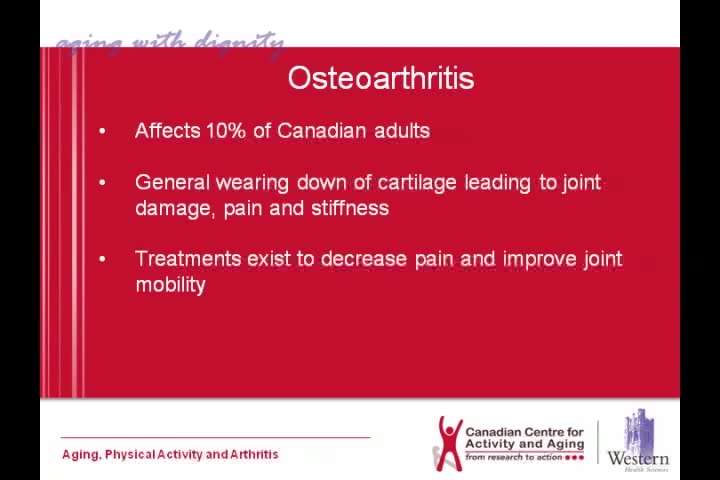 aging with dignity
Osteoarthritis
• Affects 10% of Canadian adults
• General wearing down of cartilage leading to joint
damage, pain and stiffness
• Treatments exist to decrease pain and improve joint
mobility
Aging, Physical Activity and Arthritis
Canadian Centre for
Activity and Aging
from research to action
Western
Health Sciences